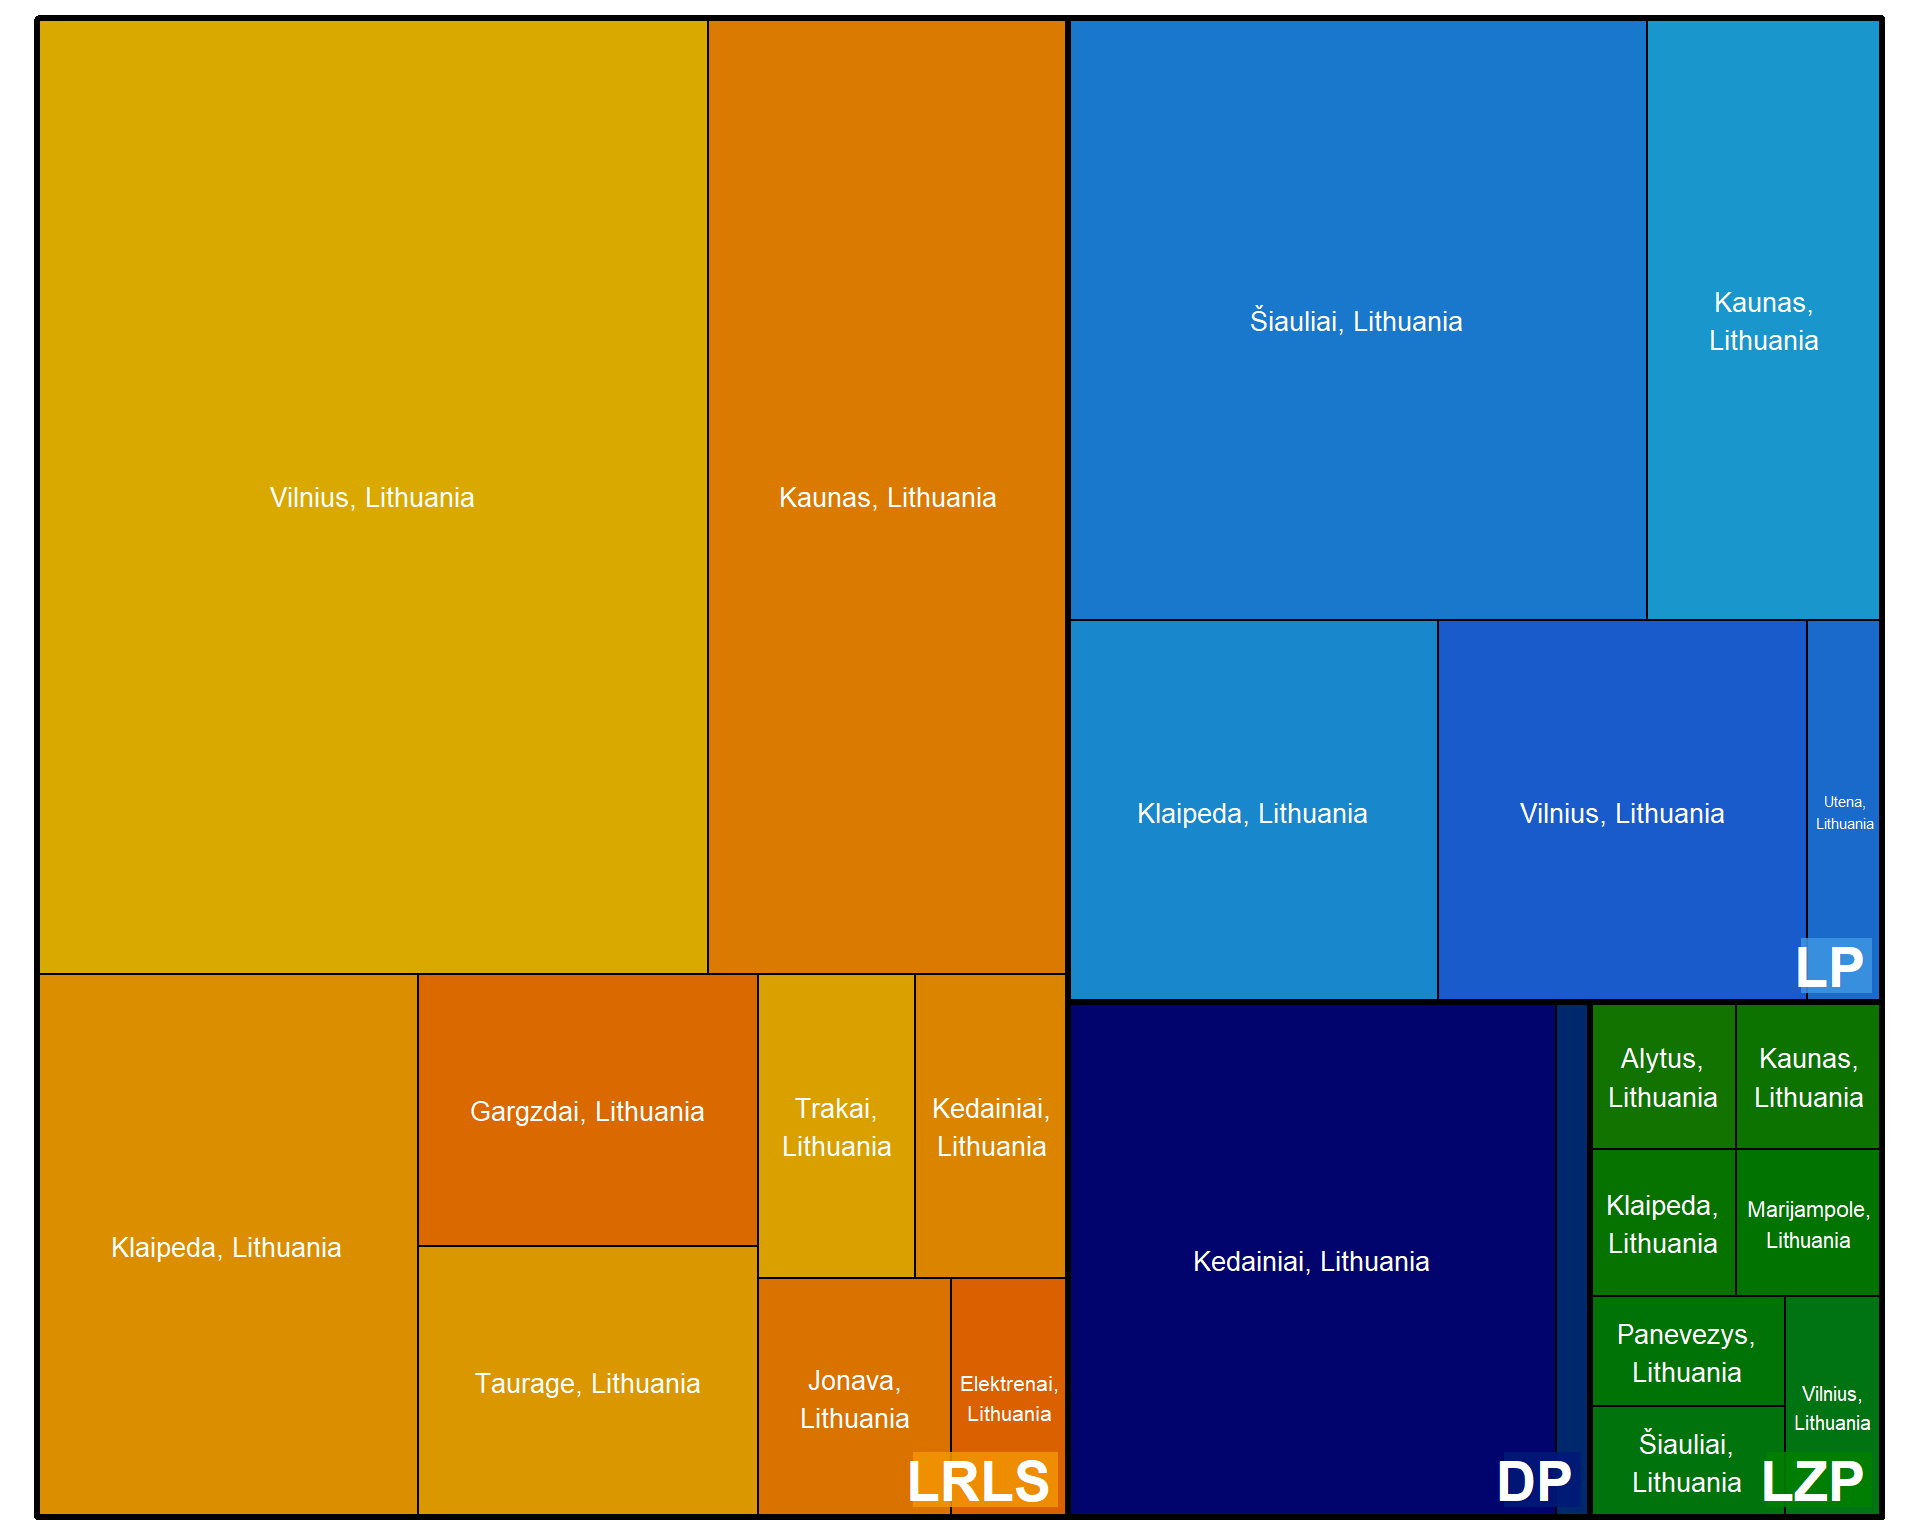 Vilnius, Lithuania
Kaunas, Lithuania
Klaipeda, Lithuania
Gargzdai, Lithuania
Taurage, Lithuania
Trakai,
Lithuania
Kedainiai,
Lithuania
Jonava,
Lithuania
Elektrenai,
Lithuania
LRLS
Šiauliai, Lithuania
Kaunas,
Lithuania
Klaipeda, Lithuania
Vilnius, Lithuania
Utena,
Lithuania
LP
Kedainiai, Lithuania
DP
Alytus,
Lithuania
Kaunas,
Lithuania
Klaipeda,
Lithuania
Marijampole,
Lithuania
Panevezys,
Lithuania
Šiauliai,
Lithuania
Vilnius,
Lithuania
LZP